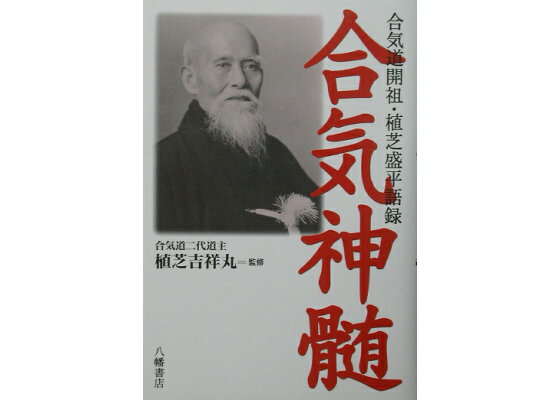 合気道開祖・植芝盛平語録
合気神髄
合気道二代道主
植芝吉祥丸=監修
八幡書店